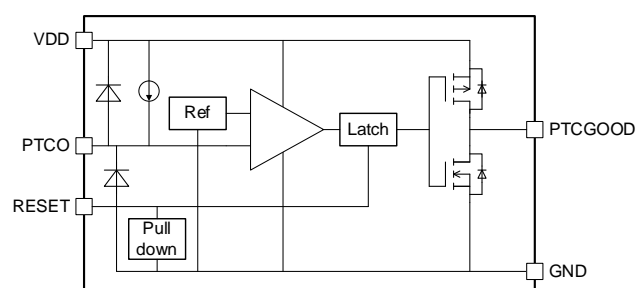 VDD
PTCO
RESET
Ref
Latch
Pull
down
PTCGOOD
GND